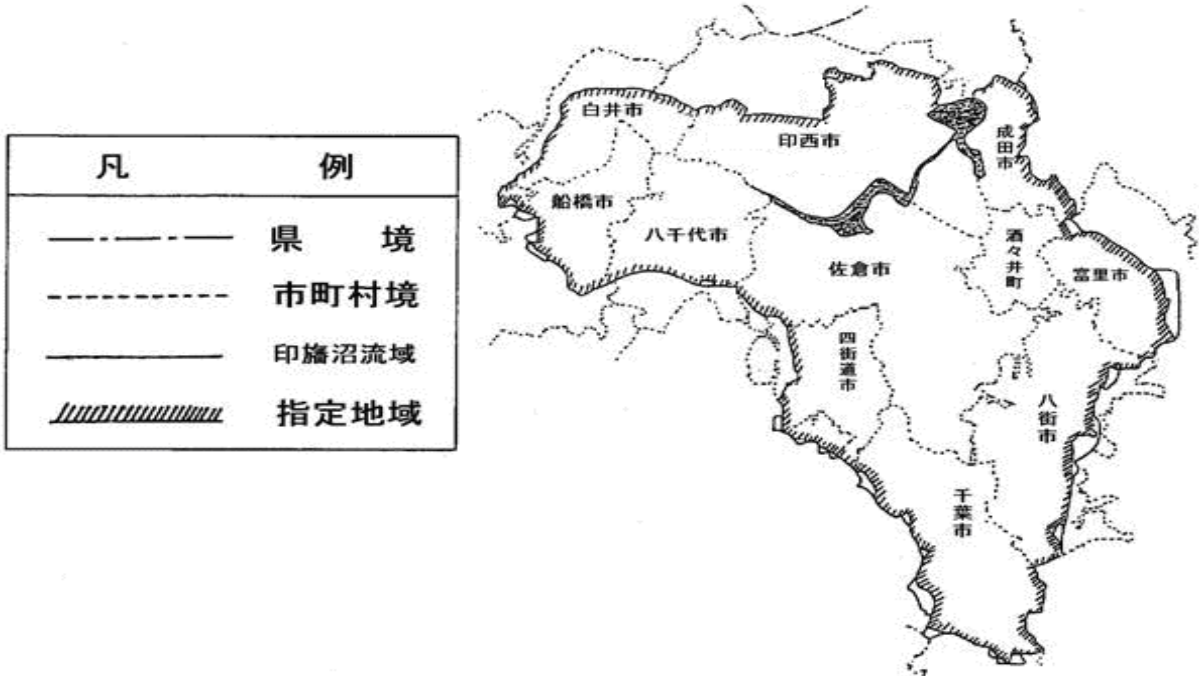 凡 例
県 境
市町村境
印旛沼流域
指定地域
白井市
印西市
成田市
船橋市
八千代市
佐倉市
酒々井町
富里市
四街道市
八街市
千葉市